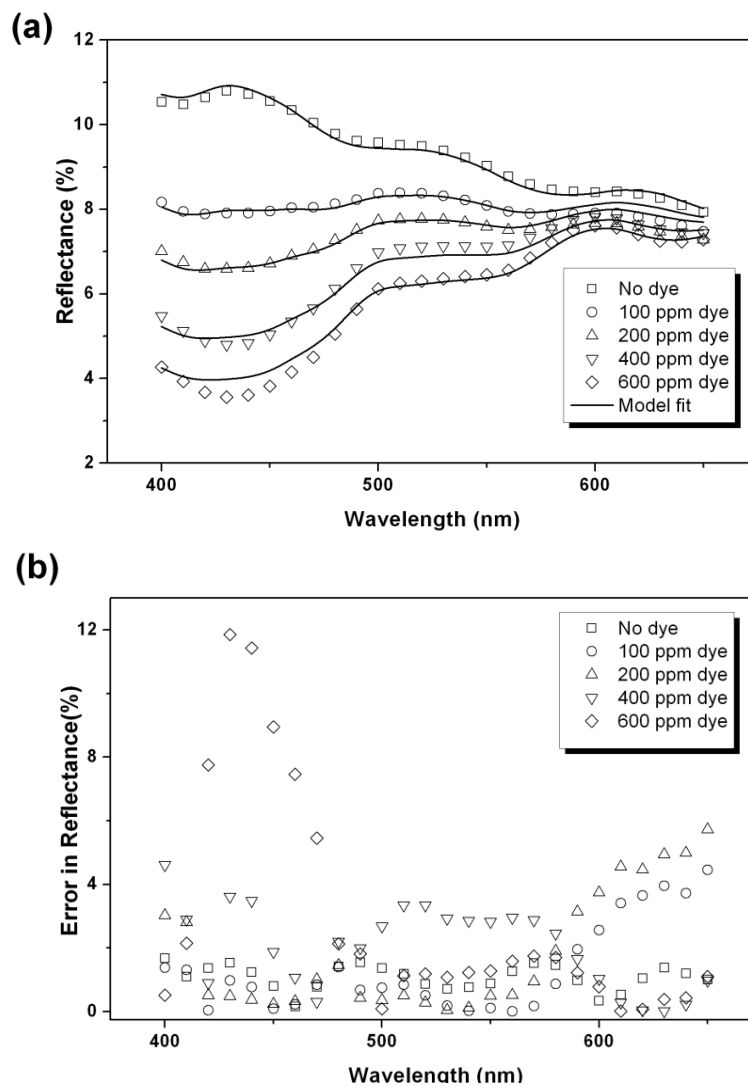 (a)
12
10
8
6
4
2
Reflectance (%)
No dye
100 ppm dye
200 ppm dye
400 ppm dye
600 ppm dye
Model fit
400
500
600
Wavelength (nm)
(b)
12
8
4
0
Error in Reflectance(%)
No dye
100 ppm dye
200 ppm dye
400 ppm dye
600 ppm dye
400
500
600
Wavelength (nm)